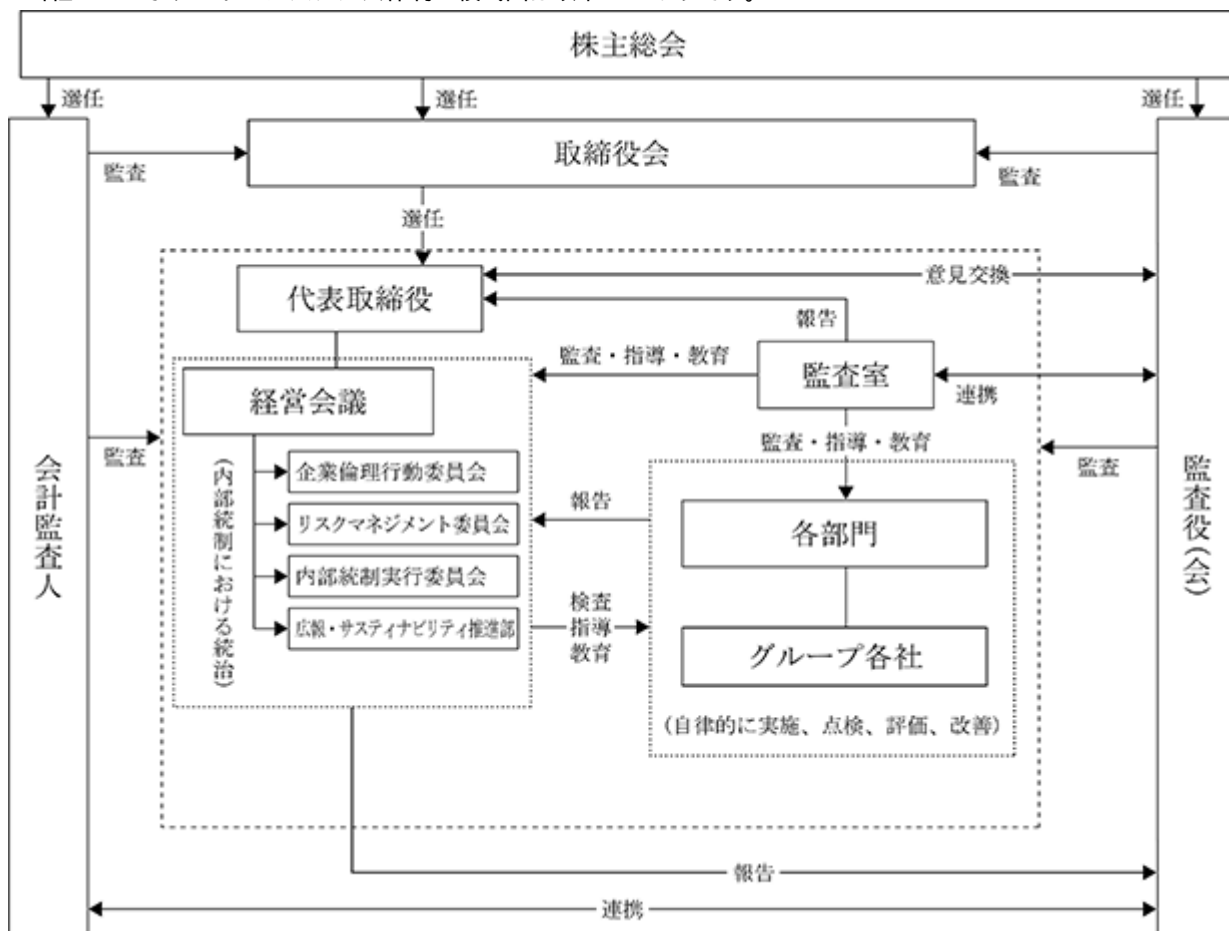 株主総会
選任
選任
選任
取締役会
監査
監査
選任
代表取締役
意見交換
報告
監査・指導・教育
監査室
連携
経営会議
監査・指導・教育
監査
監査
会計監査人
監査役(会)
(内部統制における統治)
企業倫理行動委員会
リスクマネジメント委員会
内部統制実行委員会
広報・サスティナビリティ推進部
報告
各部門
検査
指導
教育
グループ各社
(自律的に実施、点検、評価、改善)
報告
連携